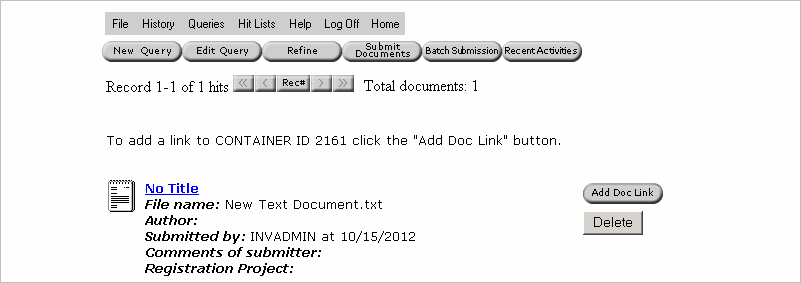 File History Queries Hit Lists Help Log Off Home
New Query Edit Query Refine Submit Documents Batch Submission Recent Activities
Record 1-1 of 1 hits « ‹ Rec# › » Total documents: 1
To add a link to CONTAINER ID 2161 click the "Add Doc Link" button.
No Title
Add Doc Link
File name: New Text Document.txt
Author:
Delete
Submitted by: INVADMIN at 10/15/2012
Comments of submitter:
Registration Project: